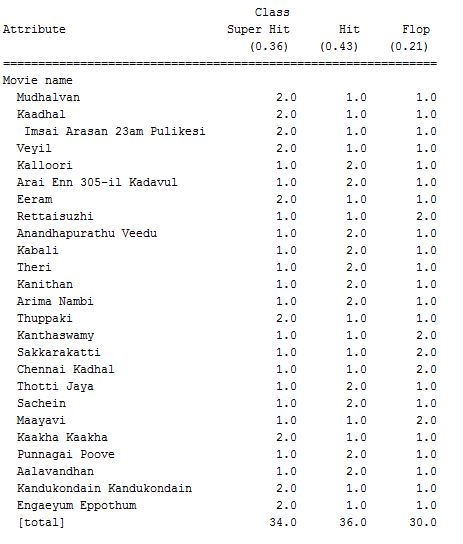 Class
Attribute Super Hit Hit Flop
(0.36) (0.43) (0.21)
================================================================
Movie name
Mudhalvan 2.0 1.0 1.0
Kaadhal 2.0 1.0 1.0
Imsai Arasan 23am Pulikesi 2.0 1.0 1.0
Veyil 2.0 1.0 1.0
Kalloori 1.0 2.0 1.0
Arai Enn 305-il Kadavul 1.0 2.0 1.0
Eeram 2.0 1.0 1.0
Rettaisuzhi 1.0 1.0 2.0
Anandhapurathu Veedu 1.0 2.0 1.0
Kabali 1.0 2.0 1.0
Theri 1.0 2.0 1.0
Kanithan 1.0 2.0 1.0
Arima Nambi 1.0 2.0 1.0
Thuppaki 2.0 1.0 1.0
Kanthaswamy 1.0 1.0 2.0
Sakkarakatti 1.0 1.0 2.0
Chennai Kadhal 1.0 1.0 2.0
Thotti Jaya 1.0 2.0 1.0
Sachein 1.0 2.0 1.0
Maayavi 1.0 1.0 2.0
Kaakha Kaakha 2.0 1.0 1.0
Punnagai Poove 1.0 2.0 1.0
Aalavandhan 1.0 2.0 1.0
Kandukondain Kandukondain 2.0 1.0 1.0
Engaeyum Eppothum 2.0 1.0 1.0
[total] 34.0 36.0 30.0